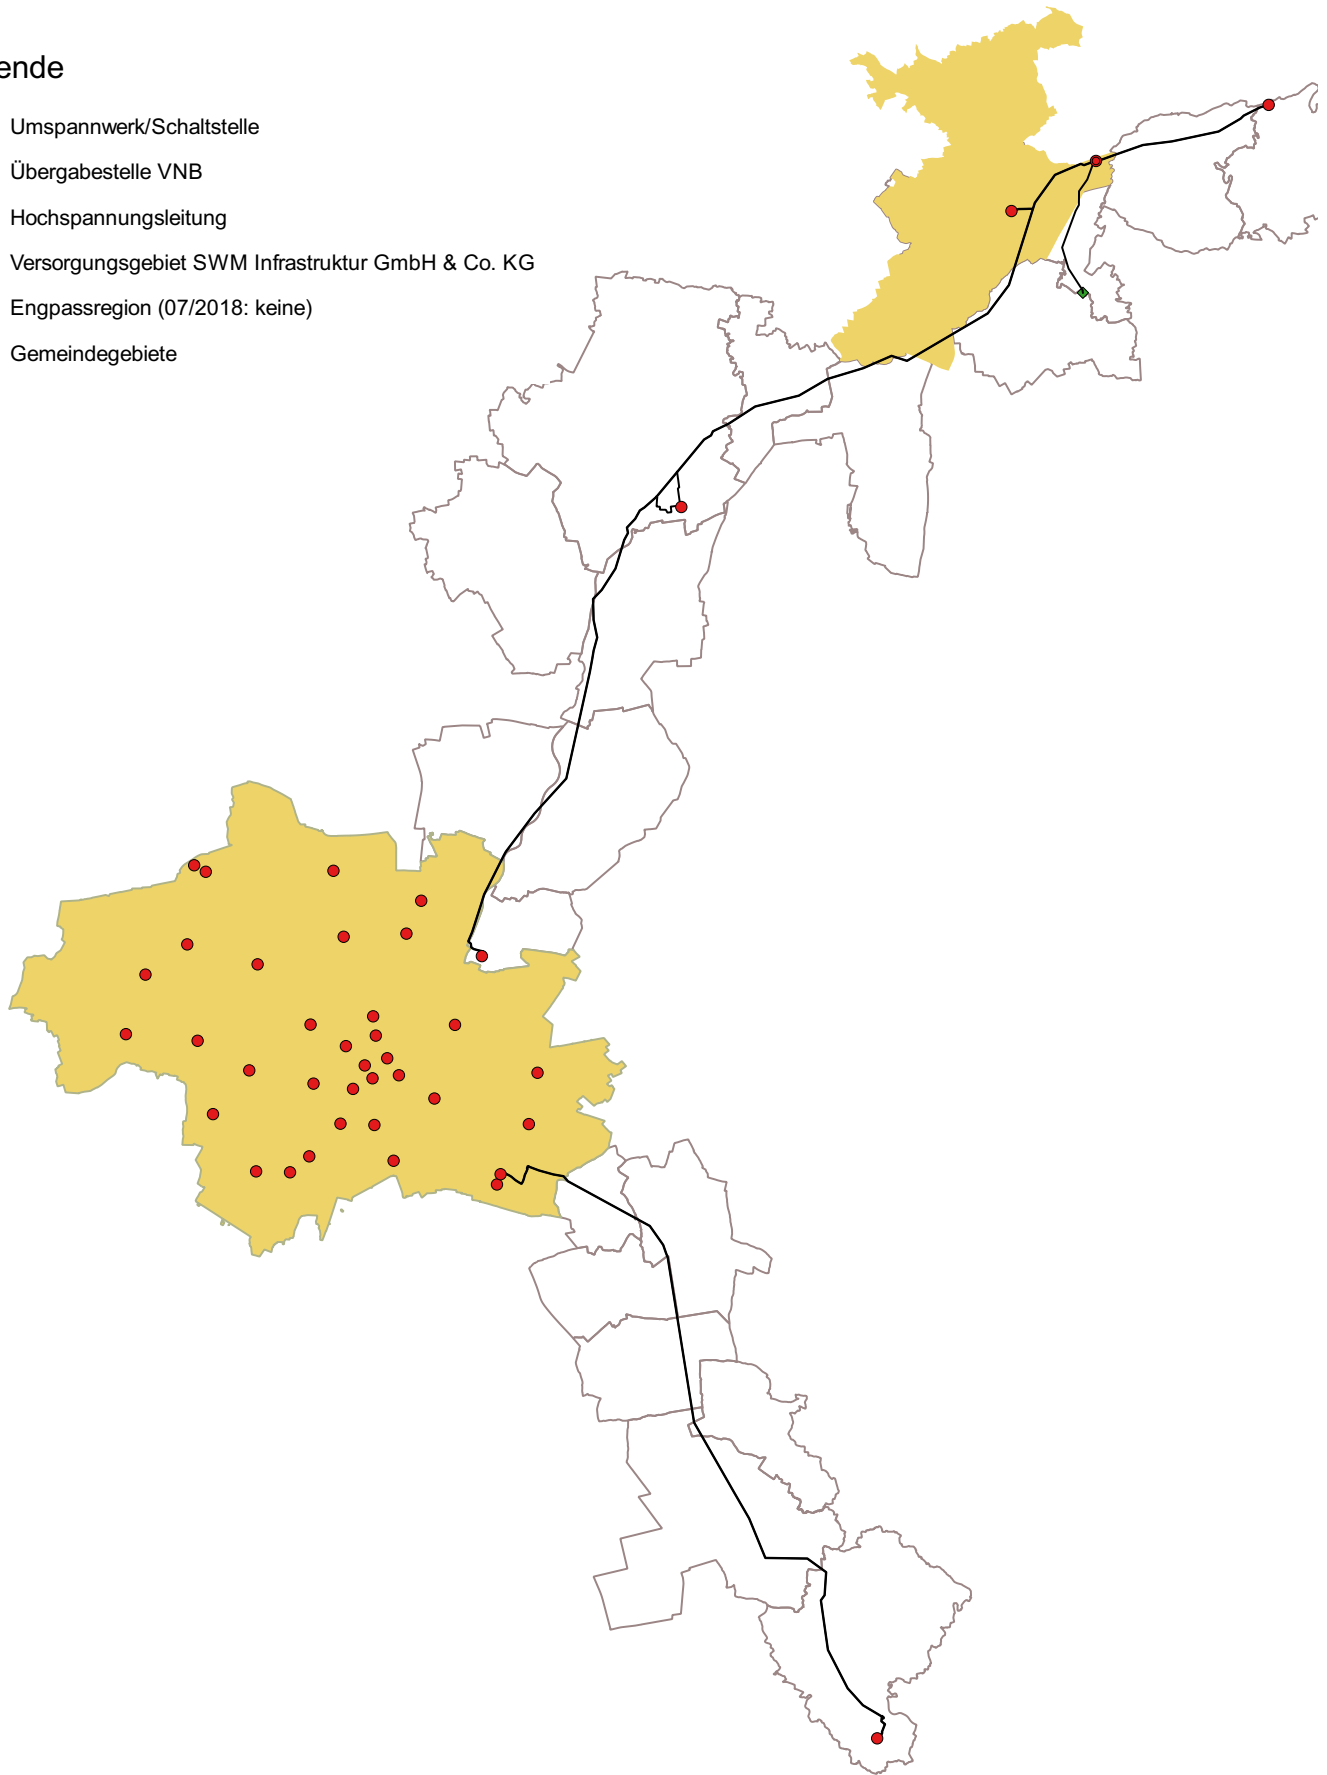 ende
Umspannwerk/Schaltstelle
Übergabestelle VNB
Hochspannungsleitung
Versorgungsgebiet SWM Infrastruktur GmbH & Co. KG
Engpassregion (07/2018: keine)
Gemeindegebiete